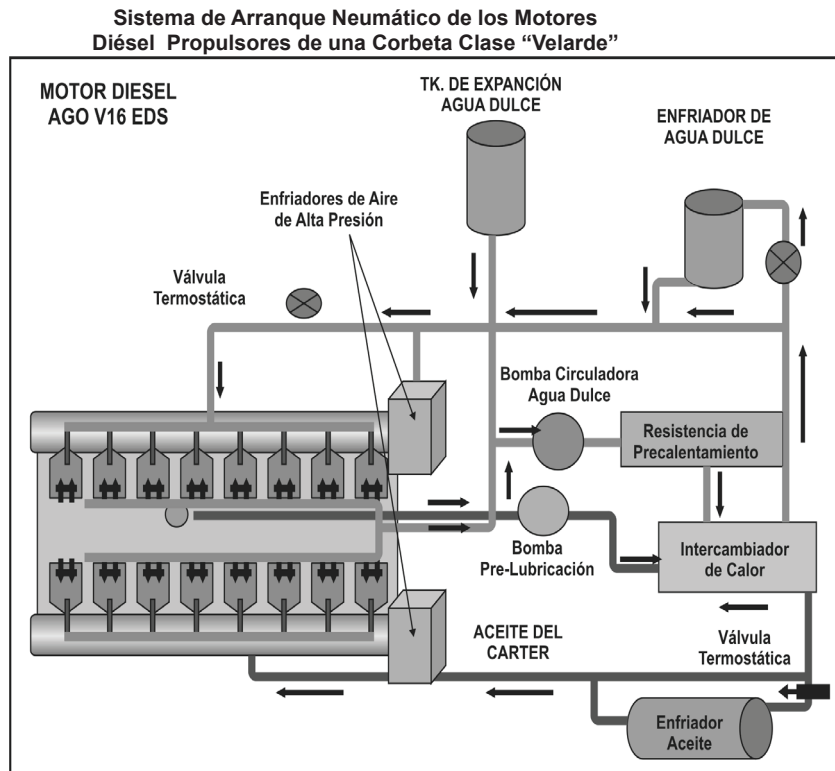 Sistema de Arranque Neumático de los Motores
Diésel Propulsores de una Corbeta Clase “Velarde”
MOTOR DIESEL
AGO V16 EDS
TK. DE EXPANCIÓN
AGUA DULCE
ENFRIADOR DE
AGUA DULCE
Enfriadores de Aire
de Alta Presión
Válvula
Termostática
Bomba Circuladora
Agua Dulce
Resistencia de
Precalentamiento
Bomba
Pre-Lubricación
Intercambiador
de Calor
ACEITE DEL
CARTER
Válvula
Termostática
Enfriador
Aceite